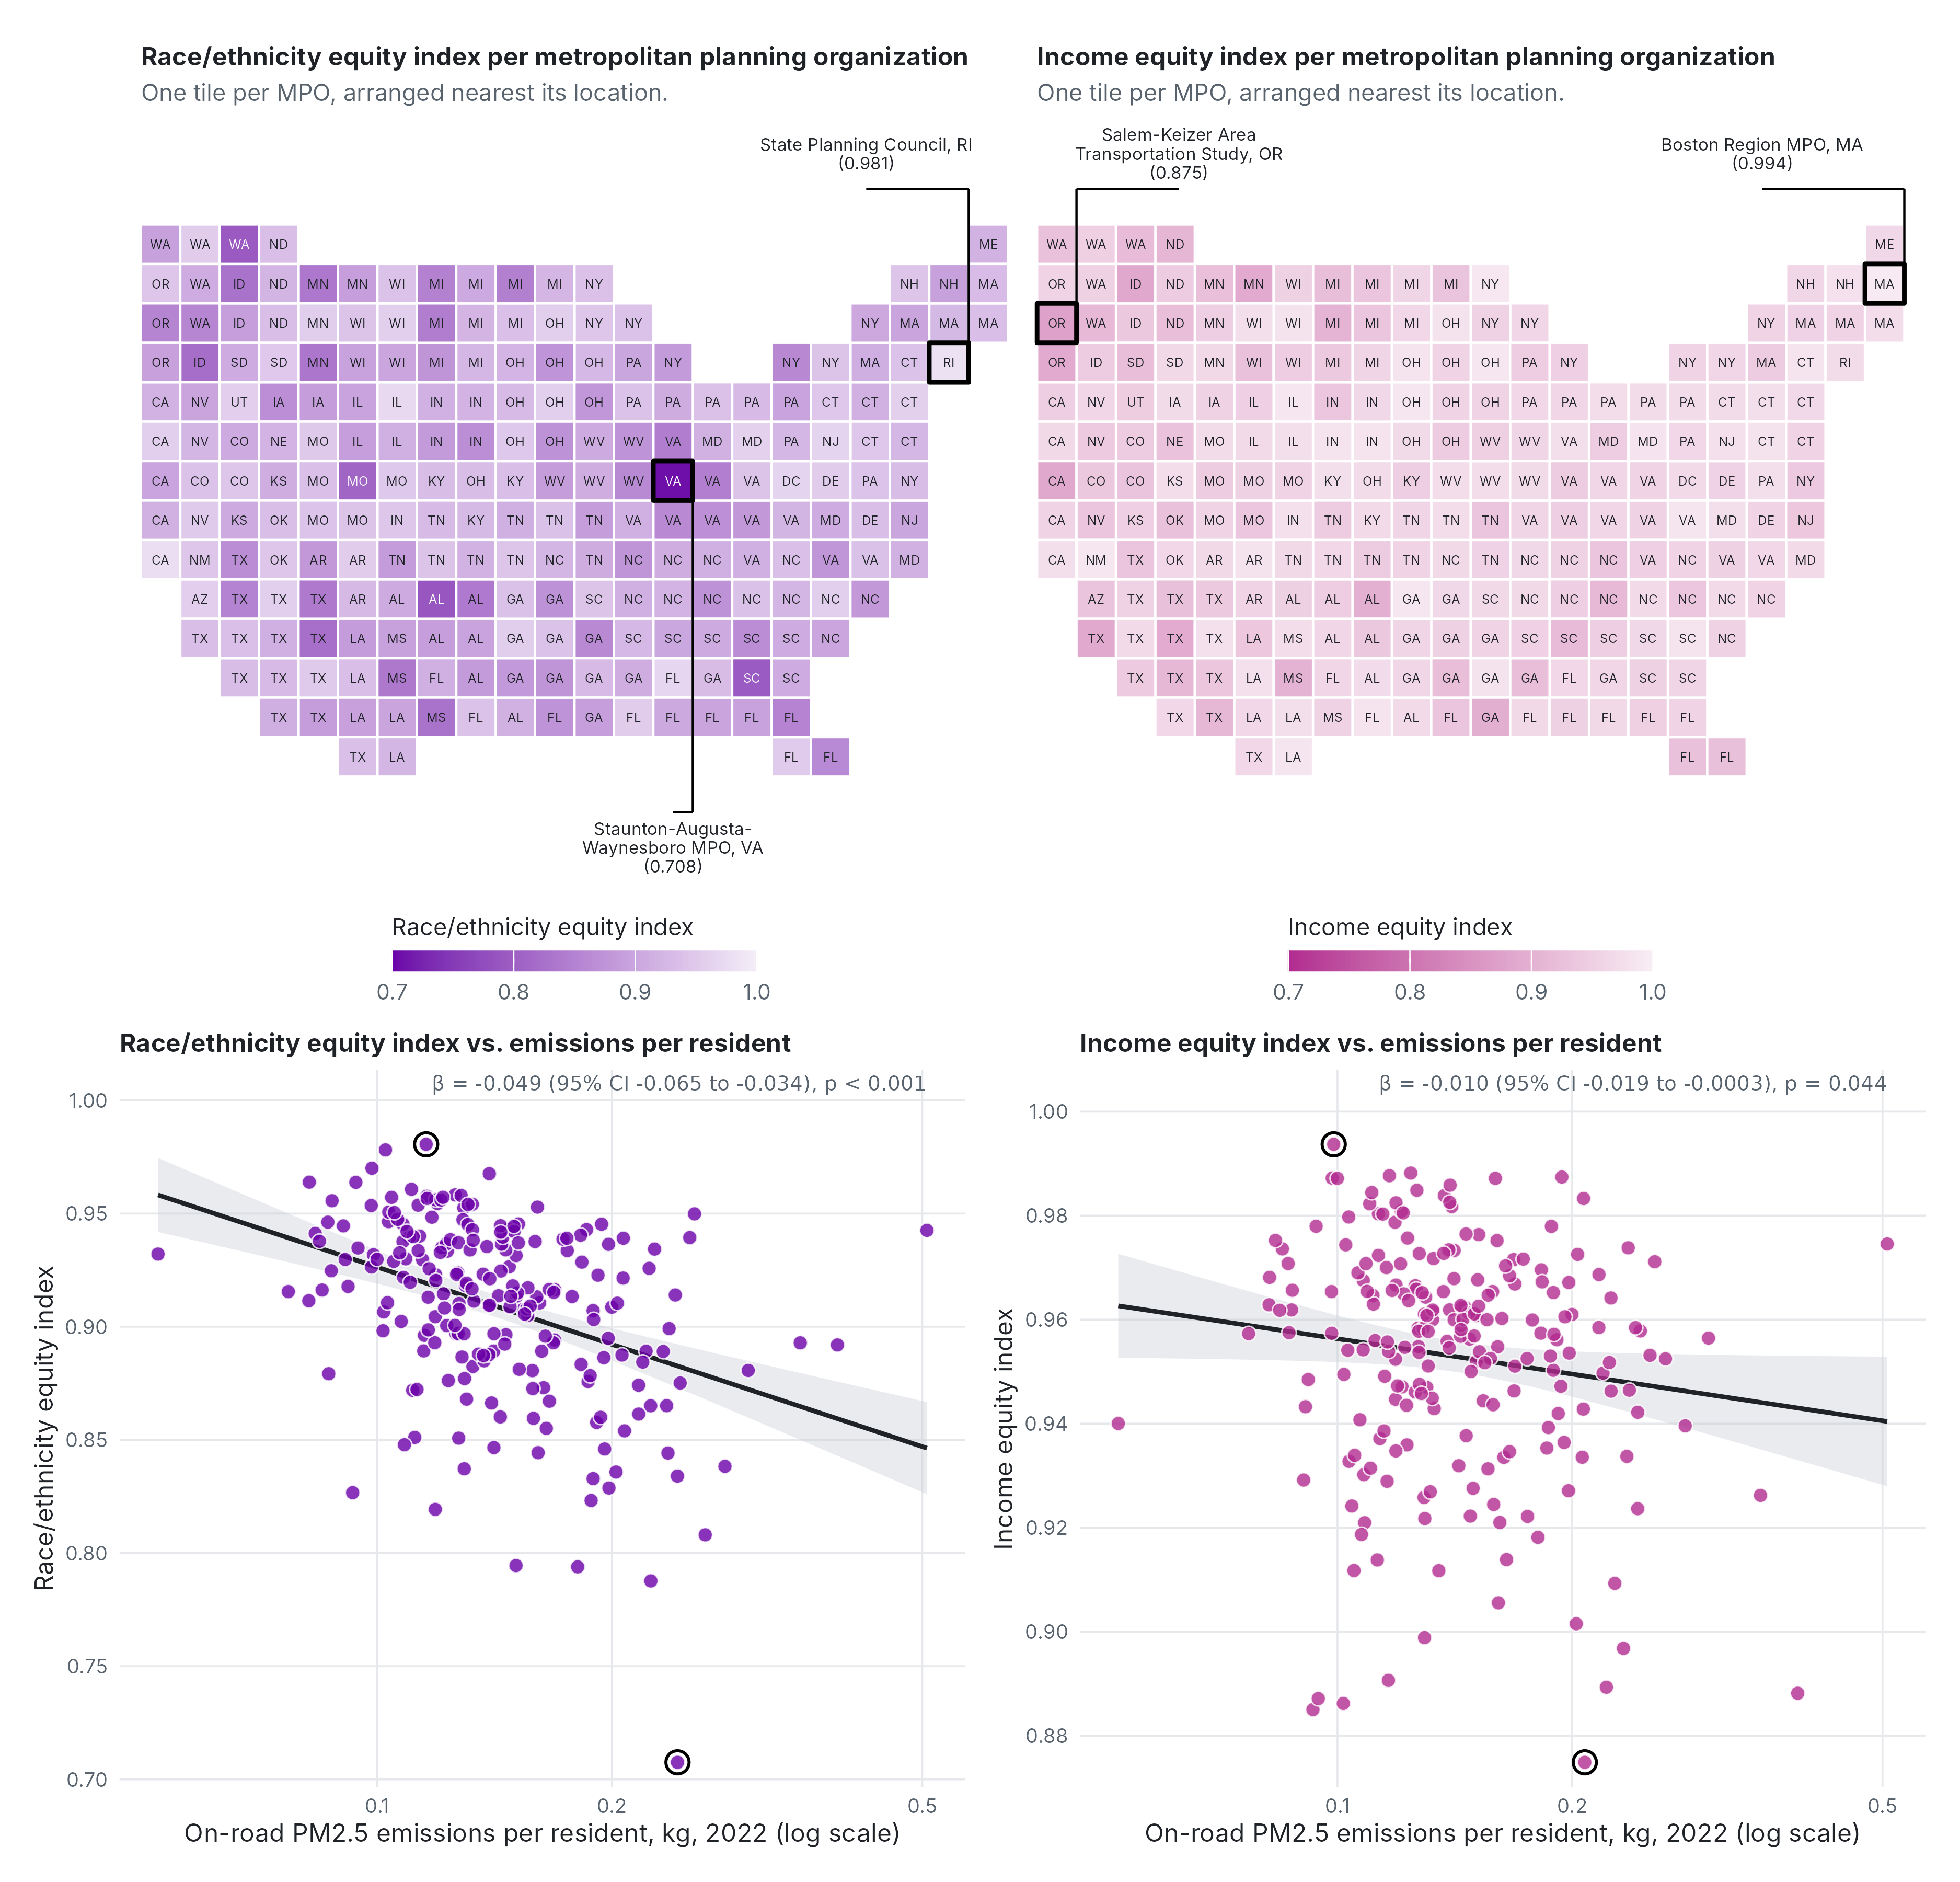 Race/ethnicity equity index per metropolitan planning organization
One tile per MPO, arranged nearest its location.
State Planning Council, RI
(0.981)
WA WA WA ND ME
OR WA ID ND MN MN WI MI MI MI MI NY NH NH MA
OR WA ID ND MN WI WI MI MI MI OH NY NY NY MA MA MA
OR ID SD SD MN WI WI MI MI OH OH OH PA NY NY NY MA CT RI
CA NV UT IA IA IL IL IN IN OH OH OH PA PA PA PA PA CT CT CT
CA NV CO NE MO IL IL IN IN OH OH WV WV VA MD MD PA NJ CT CT
CA CO CO KS MO MO MO KY OH KY WV WV WV VA VA VA DC DE PA NY
CA NV KS OK MO MO IN TN KY TN TN TN VA VA VA VA VA MD DE NJ
CA NM TX OK AR AR TN TN TN TN NC TN NC NC NC VA NC VA VA MD
AZ TX TX TX AR AL AL AL GA GA SC NC NC NC NC NC NC NC
TX TX TX TX LA MS AL AL GA GA GA SC SC SC SC SC NC
TX TX TX LA MS FL AL GA GA GA GA FL GA SC SC
TX TX LA LA MS FL AL FL GA FL FL FL FL FL
TX LA FL FL
Staunton-Augusta-
Waynesboro MPO, VA
(0.708)
Race/ethnicity equity index
0.7 0.8 0.9 1.0
Income equity index per metropolitan planning organization
One tile per MPO, arranged nearest its location.
Salem-Keizer Area
Transportation Study, OR
(0.875)
Boston Region MPO, MA
(0.994)
WA WA WA ND ME
OR WA ID ND MN MN WI MI MI MI MI NY NH NH MA
OR WA ID ND MN WI WI MI MI MI OH NY NY NY MA MA MA
OR ID SD SD MN WI WI MI MI OH OH OH PA NY NY NY MA CT RI
CA NV UT IA IA IL IL IN IN OH OH OH PA PA PA PA PA CT CT CT
CA NV CO NE MO IL IL IN IN OH OH WV WV VA MD MD PA NJ CT CT
CA CO CO KS MO MO MO KY OH KY WV WV WV VA VA VA DC DE PA NY
CA NV KS OK MO MO IN TN KY TN TN TN VA VA VA VA VA MD DE NJ
CA NM TX OK AR AR TN TN TN TN NC TN NC NC NC VA NC VA VA MD
AZ TX TX TX AR AL AL AL GA GA SC NC NC NC NC NC NC NC
TX TX TX TX LA MS AL AL GA GA GA SC SC SC SC SC NC
TX TX TX LA MS FL AL GA GA GA GA FL GA SC SC
TX TX LA LA MS FL AL FL GA FL FL FL FL FL
TX LA FL FL
Income equity index
0.7 0.8 0.9 1.0
Race/ethnicity equity index vs. emissions per resident
β = -0.049 (95% CI -0.065 to -0.034), p < 0.001
Race/ethnicity equity index
1.00
0.95
0.90
0.85
0.80
0.75
0.70
0.1 0.2 0.5
On-road PM2.5 emissions per resident, kg, 2022 (log scale)
Income equity index vs. emissions per resident
β = -0.010 (95% CI -0.019 to -0.0003), p = 0.044
Income equity index
1.00
0.98
0.96
0.94
0.92
0.90
0.88
0.1 0.2 0.5
On-road PM2.5 emissions per resident, kg, 2022 (log scale)